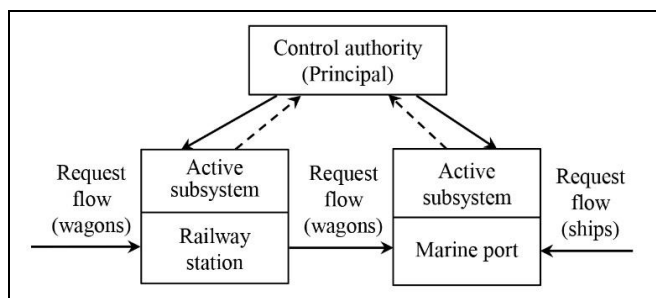 Control authority
(Principal)
Request
flow
(wagons)
Active
subsystem
Railway
station
Request
flow
(wagons)
Active
subsystem
Marine port
Request
flow
(ships)